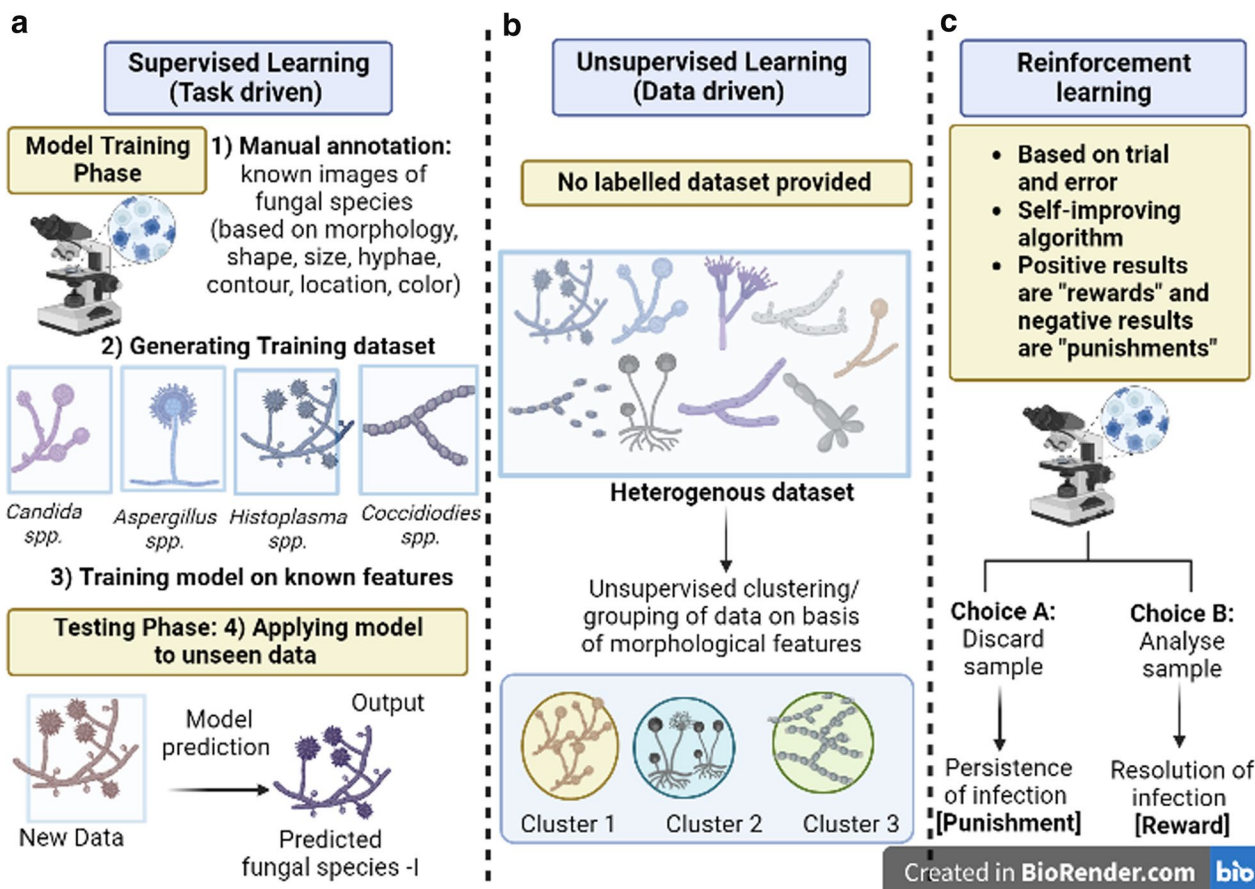 a
Supervised Learning
(Task driven)
Model Training
Phase
1) Manual annotation:
known images of
fungal species
(based on morphology,
shape, size, hyphae,
contour, location, color)
2) Generating Training dataset
Candida
spp.
Aspergillus
spp.
Histoplasma
spp.
Coccidiodies
spp.
3) Training model on known features
Testing Phase: 4) Applying model
to unseen data
New Data
Model
prediction
Output
Predicted
fungal species -I
b
Unsupervised Learning
(Data driven)
No labelled dataset provided
Heterogenous dataset
Unsupervised clustering/
grouping of data on basis
of morphological features
Cluster 1
Cluster 2
Cluster 3
c
Reinforcement
learning
• Based on trial
and error
• Self-improving
algorithm
• Positive results
are "rewards" and
negative results
are "punishments"
Choice A:
Discard
sample
Choice B:
Analyse
sample
Persistence
of infection
[Punishment]
Resolution of
infection
[Reward]
Created in BioRender.com bio